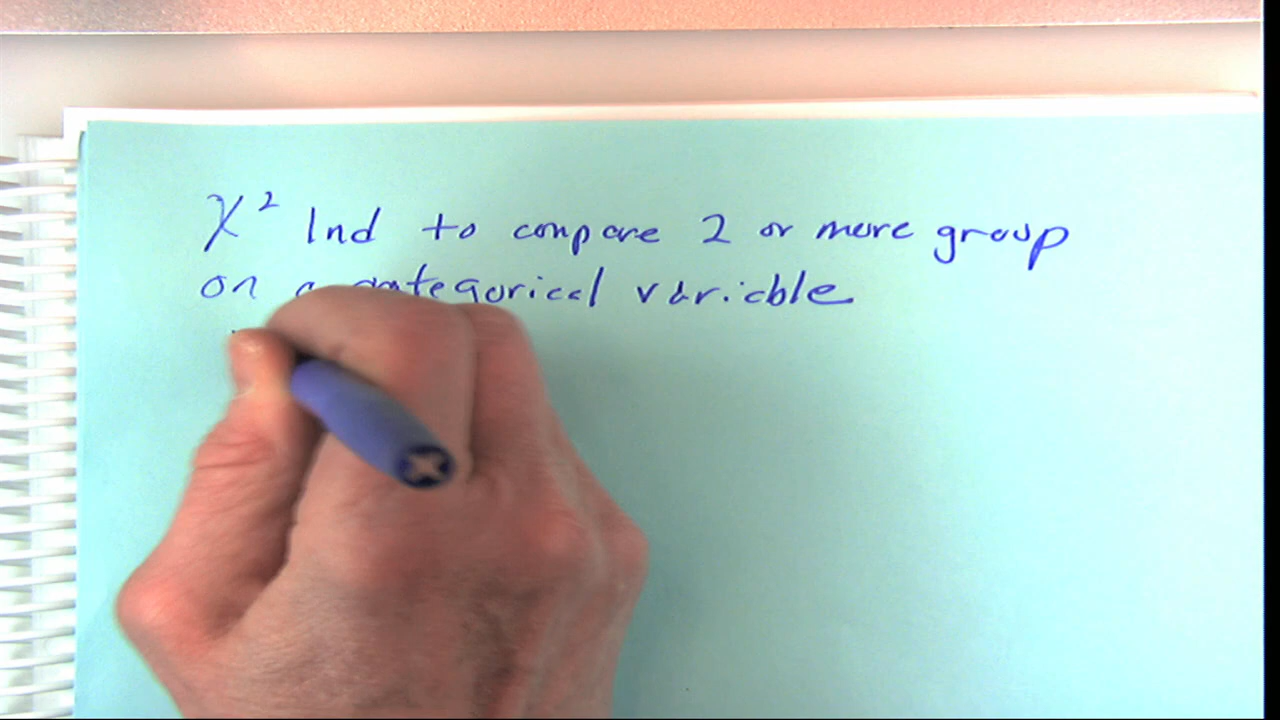 χ² Ind to compare 2 or more group
on a categorical variable